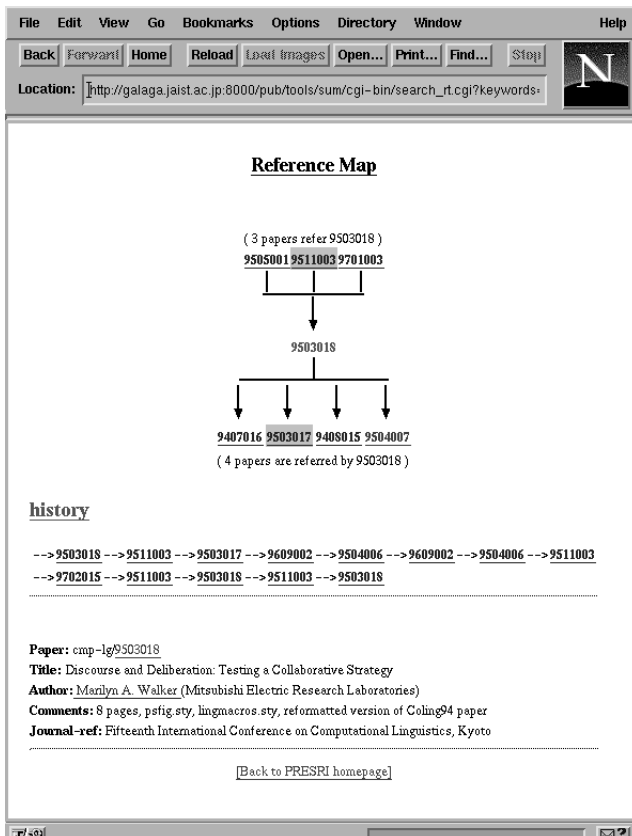 File Edit View Go Bookmarks Options Directory Window Help
Back Forward Home Reload Load Images Open... Print... Find... Stop
N
Location: http://galaga.jaist.ac.jp:8000/pub/tools/sum/cgi-bin/search_rt.cgi?keywords=
Reference Map
( 3 papers refer 9503018 )
9505001 9511003 9701003
9503018
9407016 9503017 9408015 9504007
( 4 papers are referred by 9503018 )
history
-->9503018 -->9511003 -->9503017 -->9609002 -->9504006 -->9609002 -->9504006 -->9511003
-->9702015 -->9511003 -->9503018 -->9511003 -->9503018
Paper: cmp-lg/9503018
Title: Discourse and Deliberation: Testing a Collaborative Strategy
Author: Marilyn A. Walker (Mitsubishi Electric Research Laboratories)
Comments: 8 pages, psfig.sty, lingmacros.sty, reformatted version of Coling94 paper
Journal-ref: Fifteenth International Conference on Computational Linguistics, Kyoto
[Back to PRESRI homepage]